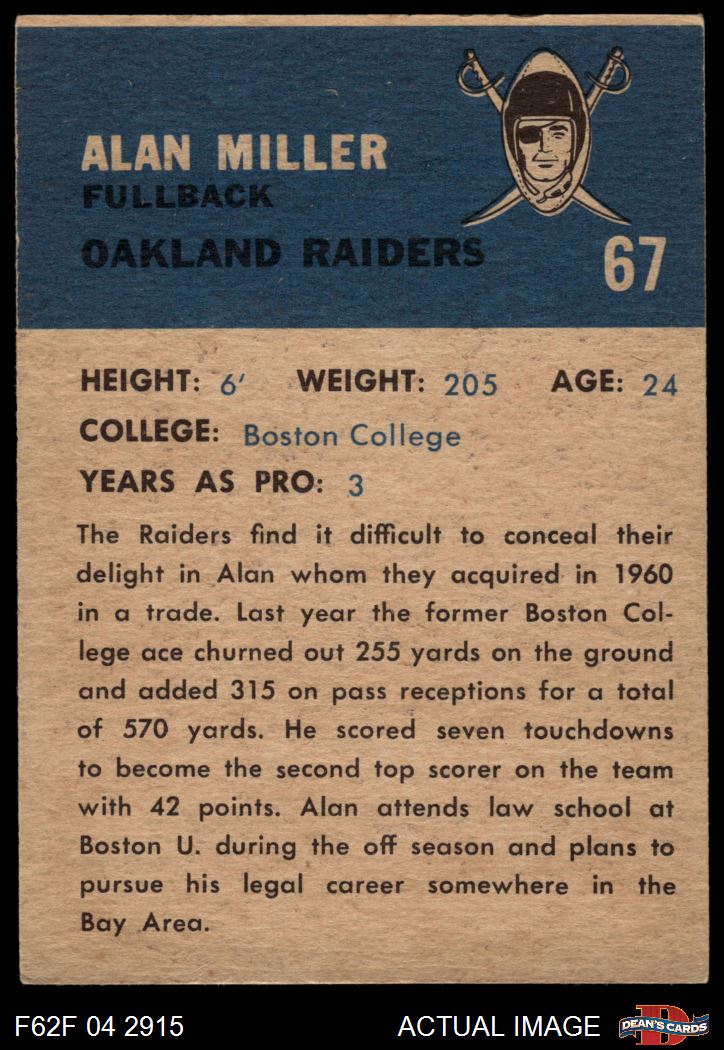 ALAN MILLER
FULLBACK
OAKLAND RAIDERS
67
HEIGHT: 6' WEIGHT: 205 AGE: 24
COLLEGE: Boston College
YEARS AS PRO: 3
The Raiders find it difficult to conceal their
delight in Alan whom they acquired in 1960
in a trade. Last year the former Boston Col-
lege ace churned out 255 yards on the ground
and added 315 on pass receptions for a total
of 570 yards. He scored seven touchdowns
to become the second top scorer on the team
with 42 points. Alan attends law school at
Boston U. during the off season and plans to
pursue his legal career somewhere in the
Bay Area.
F62F 04 2915 ACTUAL IMAGE
D
DEAN'S CARDS